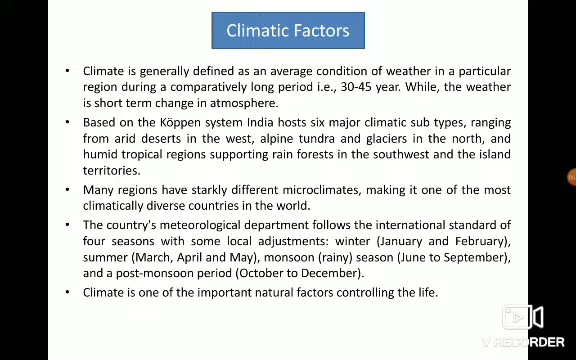 Climatic Factors
• Climate is generally defined as an average condition of weather in a particular
region during a comparatively long period i.e., 30-45 year. While, the weather
is short term change in atmosphere.
• Based on the Köppen system India hosts six major climatic sub types, ranging
from arid deserts in the west, alpine tundra and glaciers in the north, and
humid tropical regions supporting rain forests in the southwest and the island
territories.
• Many regions have starkly different microclimates, making it one of the most
climatically diverse countries in the world.
• The country's meteorological department follows the international standard of
four seasons with some local adjustments: winter (January and February),
summer (March, April and May), monsoon (rainy) season (June to September),
and a post-monsoon period (October to December).
• Climate is one of the important natural factors controlling the life.
V RECORDER